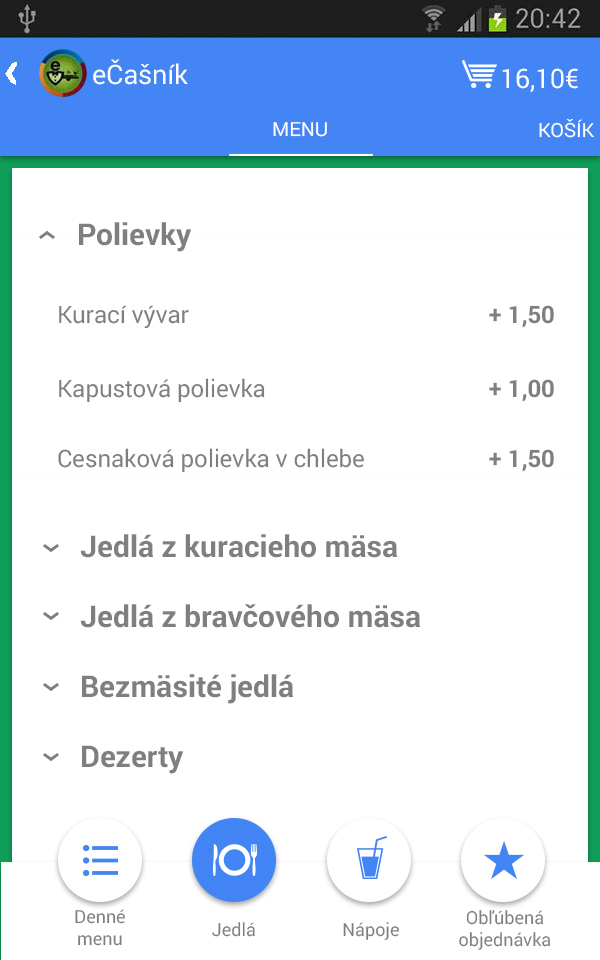 20:42
eČašník
16,10€
MENU
KOŠÍK
Polievky
Kurací vývar + 1,50
Kapustová polievka + 1,00
Cesnaková polievka v chlebe + 1,50
Jedlá z kuracieho mäsa
Jedlá z bravčového mäsa
Bezmäsité jedlá
Dezerty
Denné
menu
Jedlá
Nápoje
Obľúbená
objednávka